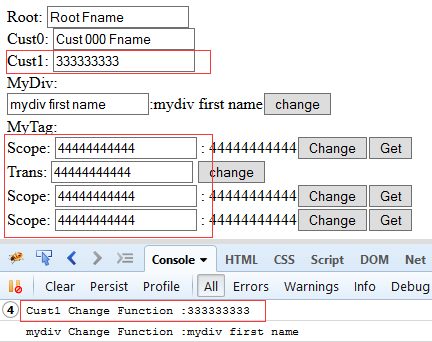 Root: Root Fname
Cust0: Cust 000 Fname
Cust1: 333333333
MyDiv:
mydiv first name :mydiv first name change
MyTag:
Scope: 44444444444 : 44444444444 Change Get
Trans: 44444444444 change
Scope: 44444444444 : 44444444444 Change Get
Scope: 44444444444 : 44444444444 Change Get
Console HTML CSS Script DOM Net
Clear Persist Profile All Errors Warnings Info Debug
4 Cust1 Change Function :333333333
mydiv Change Function :mydiv first name